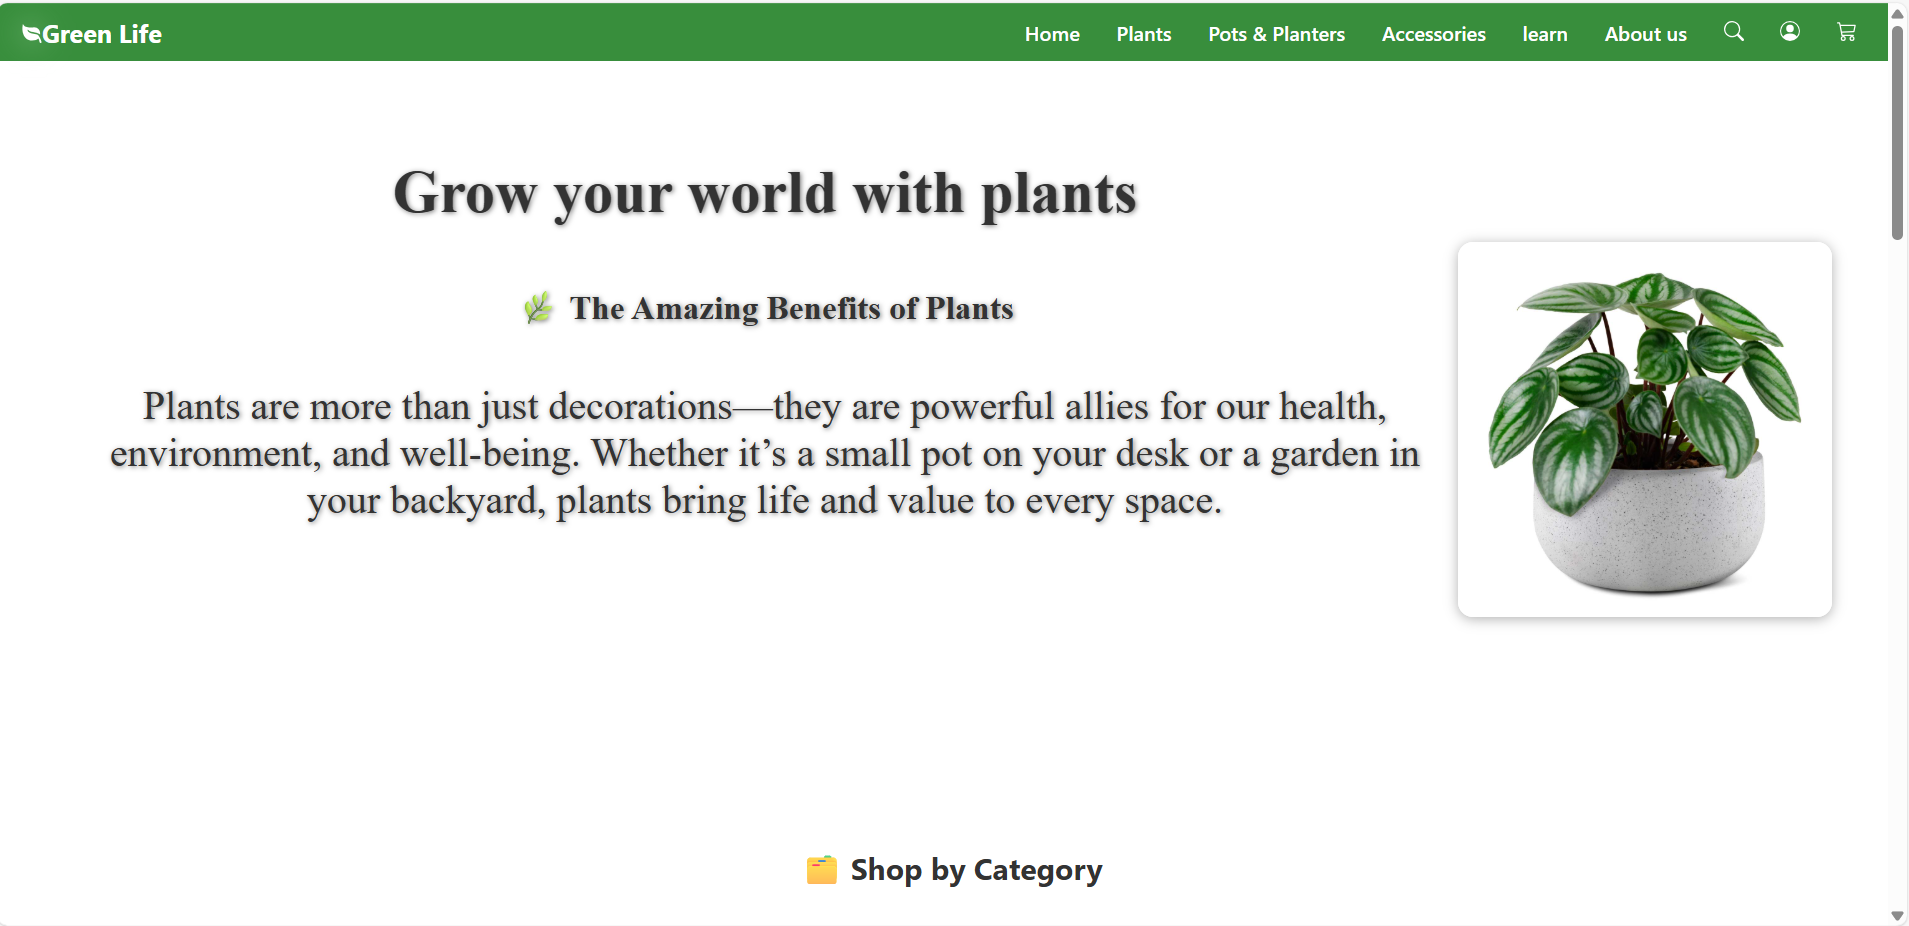 Green Life
Home Plants Pots & Planters Accessories learn About us
Grow your world with plants
🌿 The Amazing Benefits of Plants
Plants are more than just decorations—they are powerful allies for our health,
environment, and well-being. Whether it’s a small pot on your desk or a garden in
your backyard, plants bring life and value to every space.
🗂️ Shop by Category